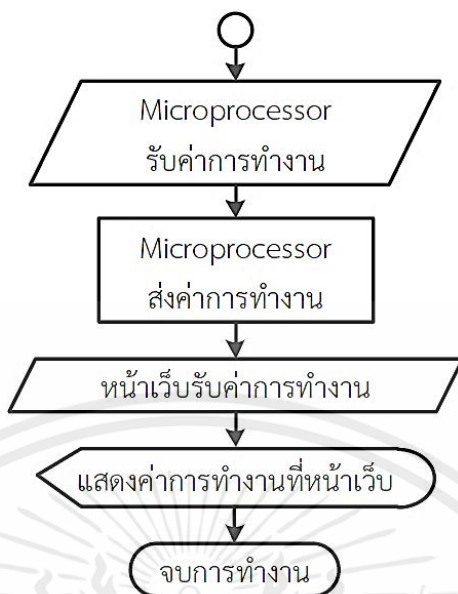 Microprocessor
รับค่าการทำงาน
Microprocessor
ส่งค่าการทำงาน
หน้าเว็บรับค่าการทำงาน
แสดงค่าการทำงานที่หน้าเว็บ
จบการทำงาน